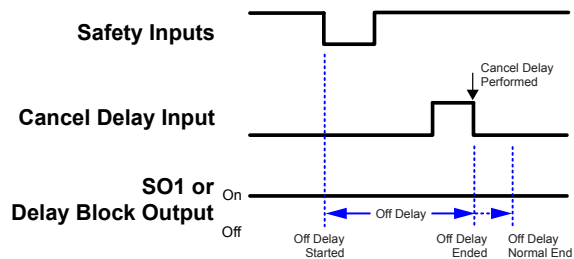 Safety Inputs
Cancel Delay
Performed
Cancel Delay Input
SO1 or
Delay Block Output
On
Off
Off Delay
Off Delay
Started
Off Delay
Ended
Off Delay
Normal End